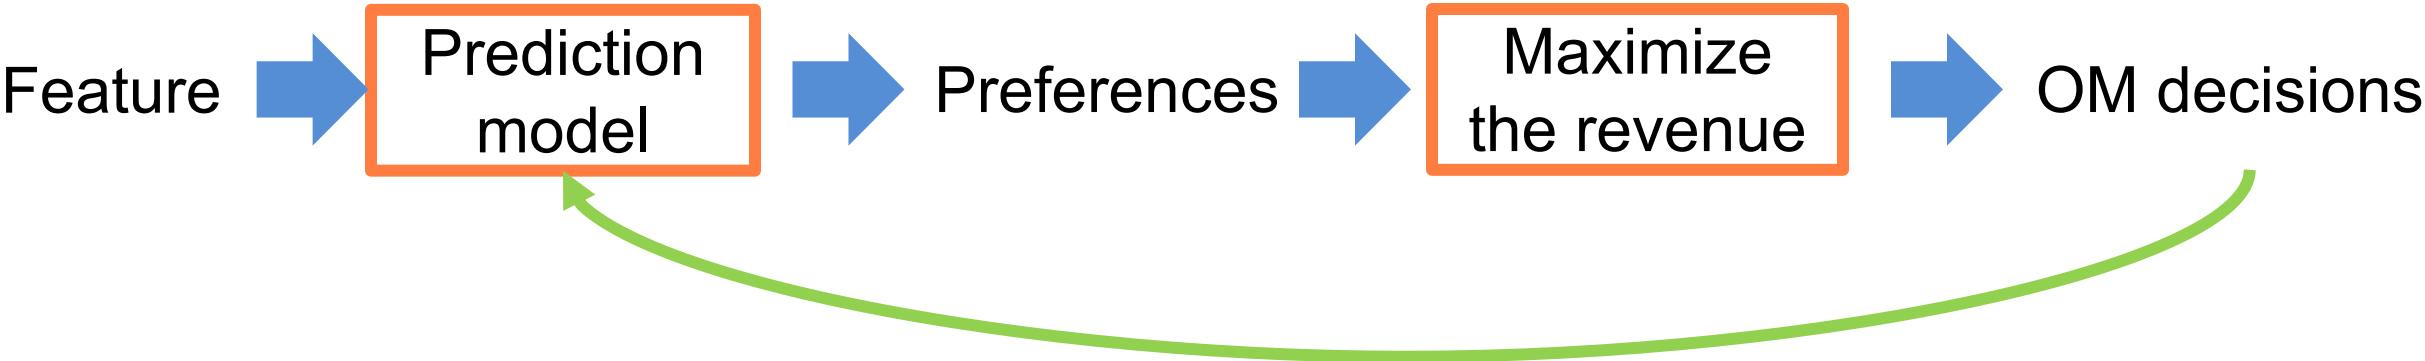 Feature
Prediction
model
Preferences
Maximize
the revenue
OM decisions